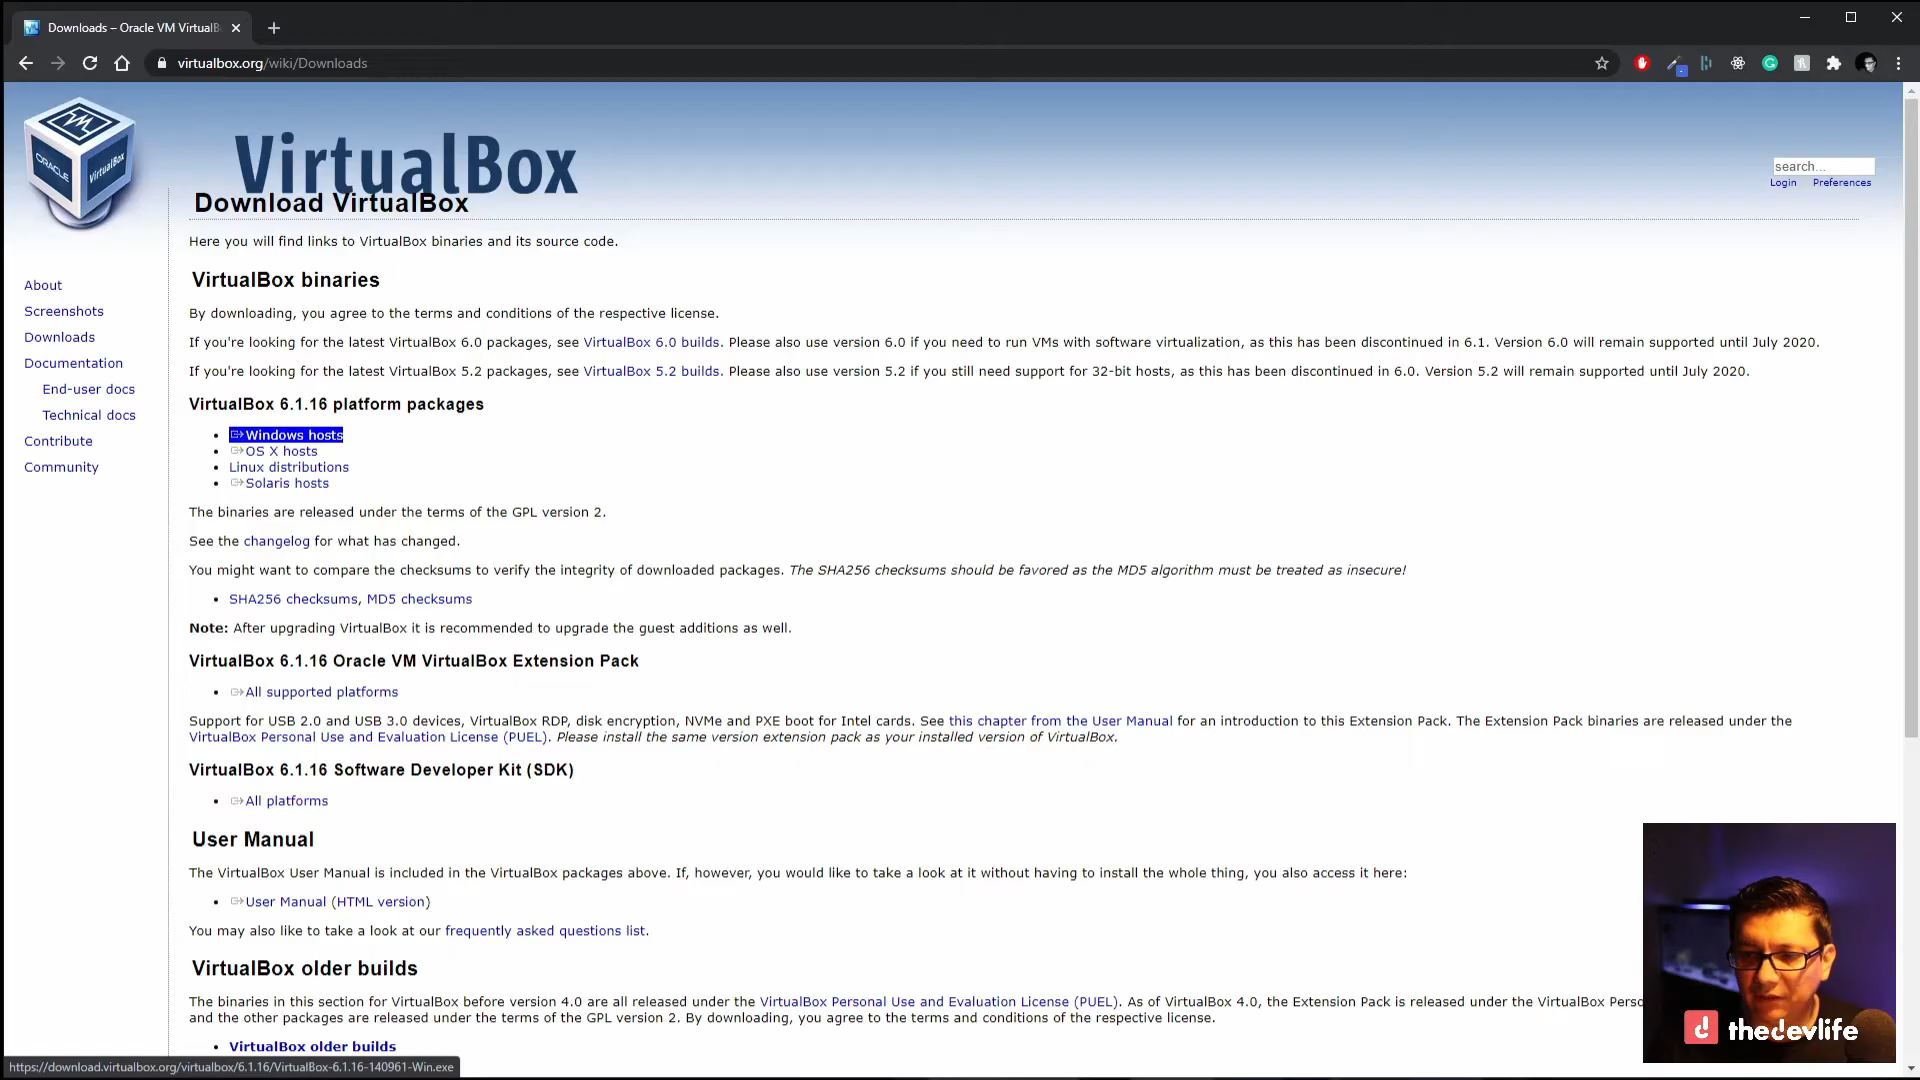 Downloads – Oracle VM VirtualB
virtualbox.org/wiki/Downloads
ORACLE
VirtualBox
VirtualBox
search...
Login Preferences
Download VirtualBox
Here you will find links to VirtualBox binaries and its source code.
About
Screenshots
Downloads
Documentation
End-user docs
Technical docs
Contribute
Community
VirtualBox binaries
By downloading, you agree to the terms and conditions of the respective license.
If you're looking for the latest VirtualBox 6.0 packages, see VirtualBox 6.0 builds. Please also use version 6.0 if you need to run VMs with software virtualization, as this has been discontinued in 6.1. Version 6.0 will remain supported until July 2020.
If you're looking for the latest VirtualBox 5.2 packages, see VirtualBox 5.2 builds. Please also use version 5.2 if you still need support for 32-bit hosts, as this has been discontinued in 6.0. Version 5.2 will remain supported until July 2020.
VirtualBox 6.1.16 platform packages
Windows hosts
OS X hosts
Linux distributions
Solaris hosts
The binaries are released under the terms of the GPL version 2.
See the changelog for what has changed.
You might want to compare the checksums to verify the integrity of downloaded packages. The SHA256 checksums should be favored as the MD5 algorithm must be treated as insecure!
SHA256 checksums, MD5 checksums
Note: After upgrading VirtualBox it is recommended to upgrade the guest additions as well.
VirtualBox 6.1.16 Oracle VM VirtualBox Extension Pack
All supported platforms
Support for USB 2.0 and USB 3.0 devices, VirtualBox RDP, disk encryption, NVMe and PXE boot for Intel cards. See this chapter from the User Manual for an introduction to this Extension Pack. The Extension Pack binaries are released under the
VirtualBox Personal Use and Evaluation License (PUEL). Please install the same version extension pack as your installed version of VirtualBox.
VirtualBox 6.1.16 Software Developer Kit (SDK)
All platforms
User Manual
The VirtualBox User Manual is included in the VirtualBox packages above. If, however, you would like to take a look at it without having to install the whole thing, you also access it here:
User Manual (HTML version)
You may also like to take a look at our frequently asked questions list.
VirtualBox older builds
The binaries in this section for VirtualBox before version 4.0 are all released under the VirtualBox Personal Use and Evaluation License (PUEL). As of VirtualBox 4.0, the Extension Pack is released under the VirtualBox Perso
and the other packages are released under the terms of the GPL version 2. By downloading, you agree to the terms and conditions of the respective license.
VirtualBox older builds
https://download.virtualbox.org/virtualbox/6.1.16/VirtualBox-6.1.16-140961-Win.exe
thedevlife